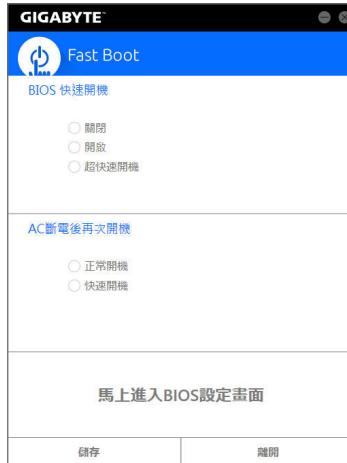 GIGABYTE™
Fast Boot
BIOS 快速開機
關閉
開啟
超快速開機
AC斷電後再次開機
正常開機
快速開機
馬上進入BIOS設定畫面
儲存
離開